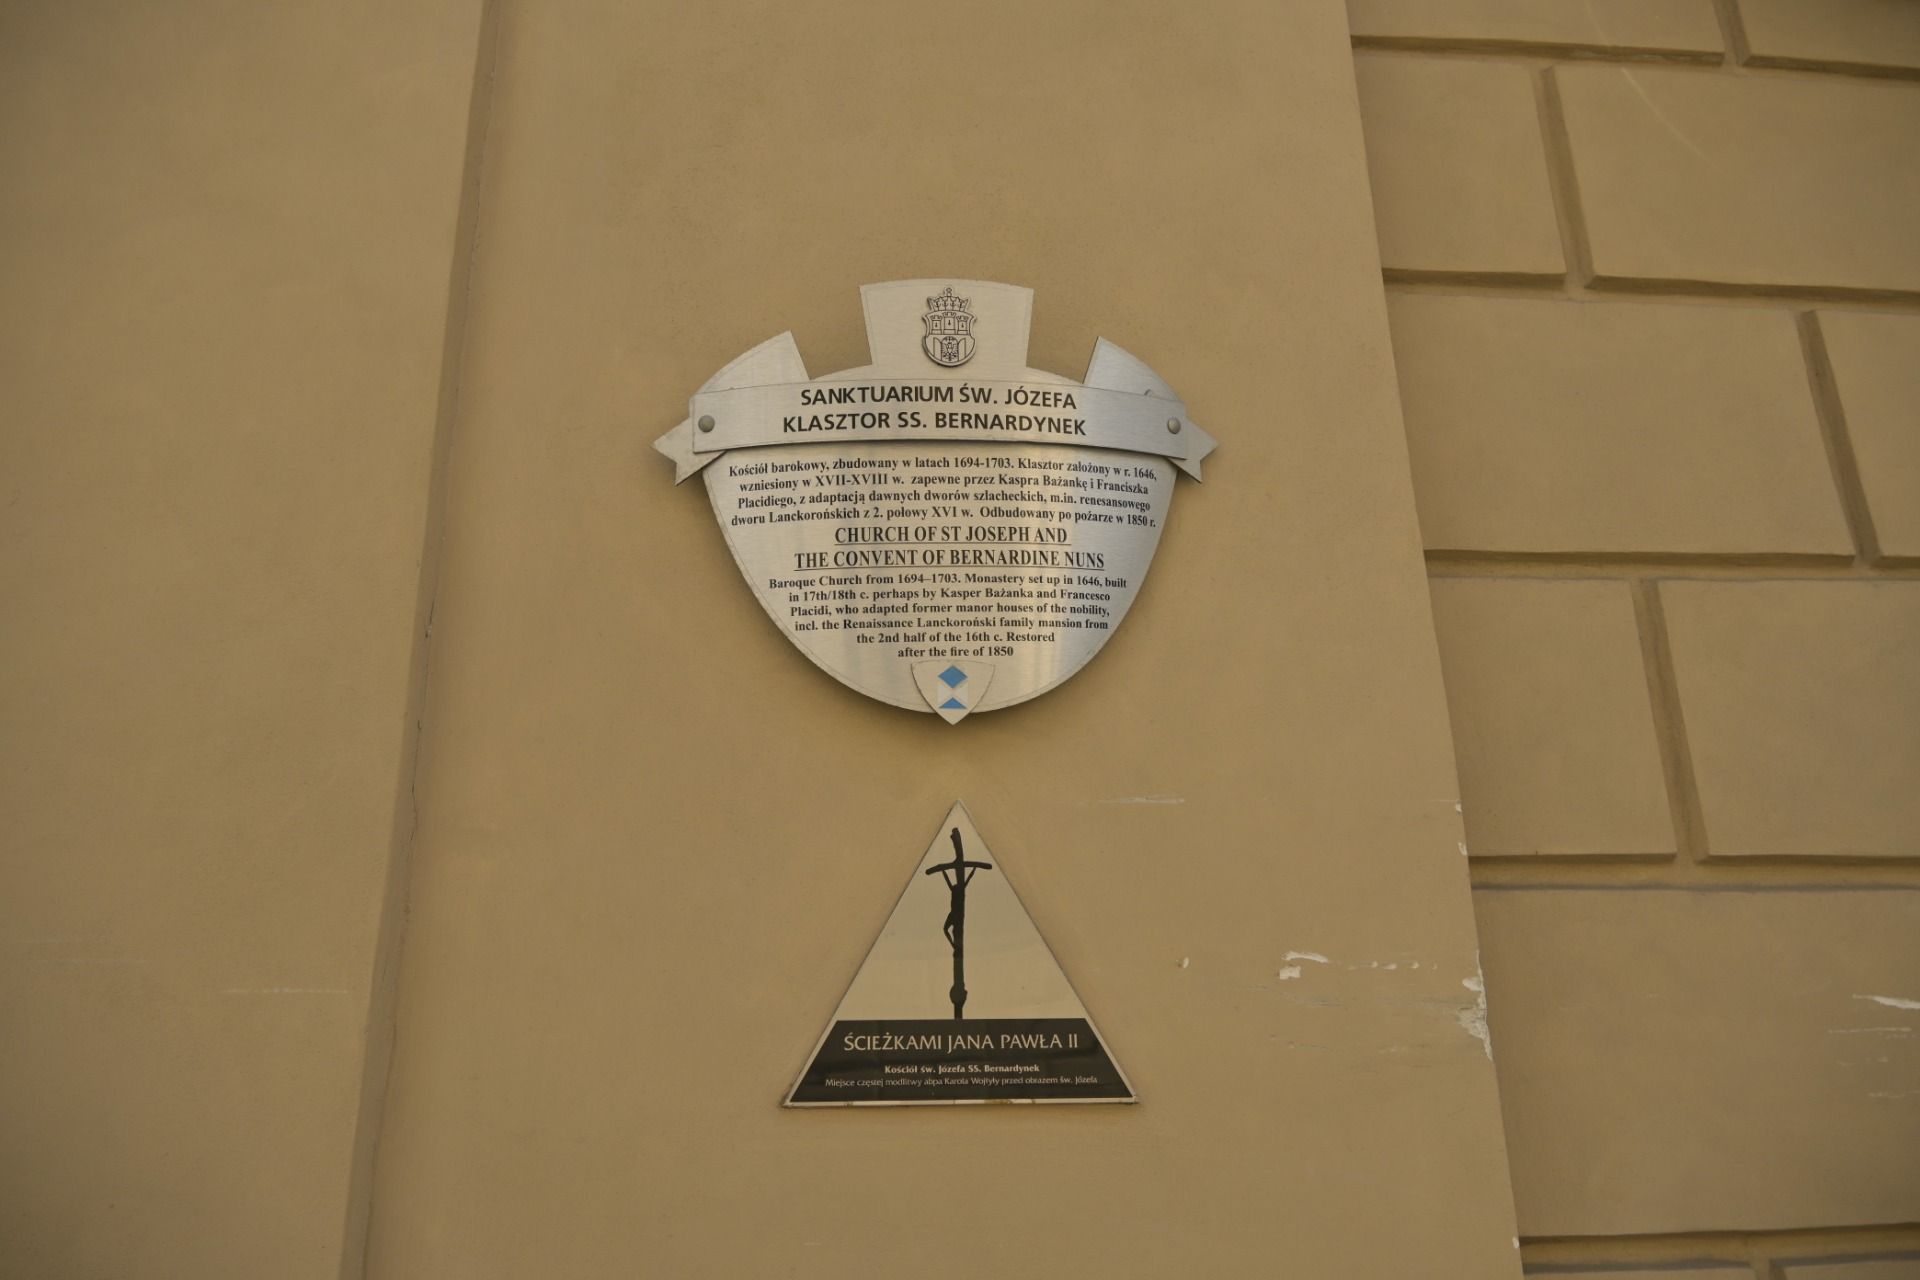 SANKTUARIUM ŚW. JÓZEFA
KLASZTOR SS. BERNARDYNEK
Kościół barokowy, zbudowany w latach 1694-1703. Klasztor założony w r. 1646,
wzniesiony w XVII-XVIII w. zapewne przez Kaspra Bażankę i Franciszka
Placidiego, z adaptacją dawnych dworów szlacheckich, m.in. renesansowego
dworu Lanckorońskich z 2. połowy XVI w. Odbudowany po pożarze w 1850 r.
CHURCH OF ST JOSEPH AND
THE CONVENT OF BERNARDINE NUNS
Baroque Church from 1694–1703. Monastery set up in 1646, built
in 17th/18th c. perhaps by Kasper Bażanka and Francesco
Placidi, who adapted former manor houses of the nobility,
incl. the Renaissance Lanckoroński family mansion from
the 2nd half of the 16th c. Restored
after the fire of 1850
ŚCIEŻKAMI JANA PAWŁA II
Kościół św. Józefa SS. Bernardynek
Miejsce częstej modlitwy abpa Karola Wojtyły przed obrazem św. Józefa